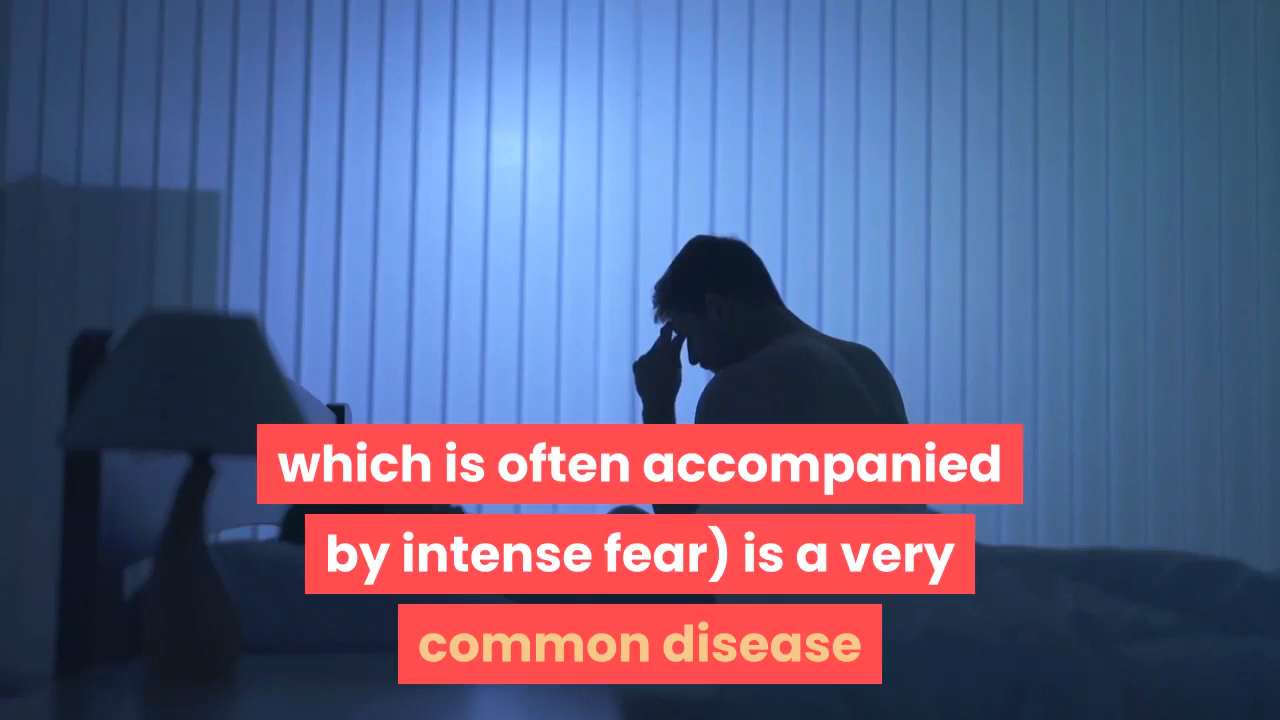 which is often accompanied
by intense fear) is a very
common disease